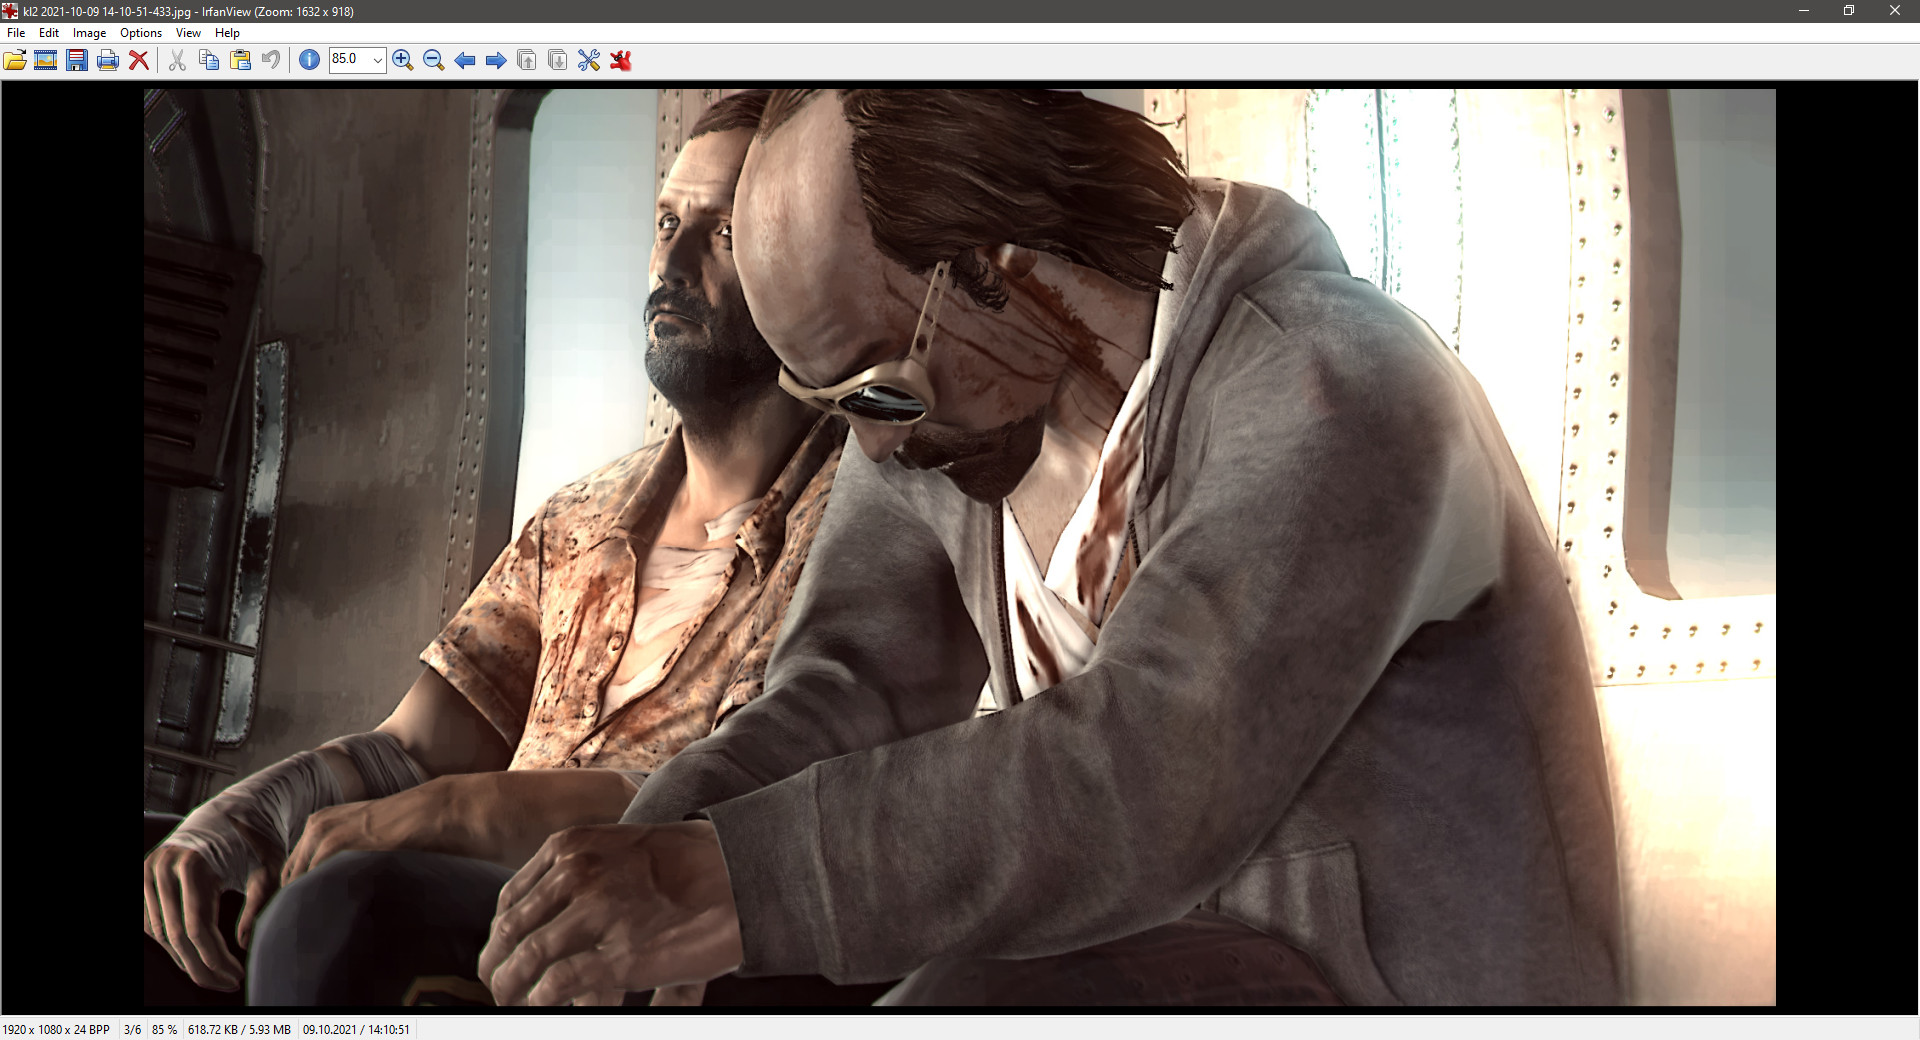 kl2 2021-10-09 14-10-51-433.jpg - IrfanView (Zoom: 1632 x 918)
File Edit Image Options View Help
85.0
1920 x 1080 x 24 BPP 3/6 85 % 618.72 KB / 5.93 MB 09.10.2021 / 14:10:51